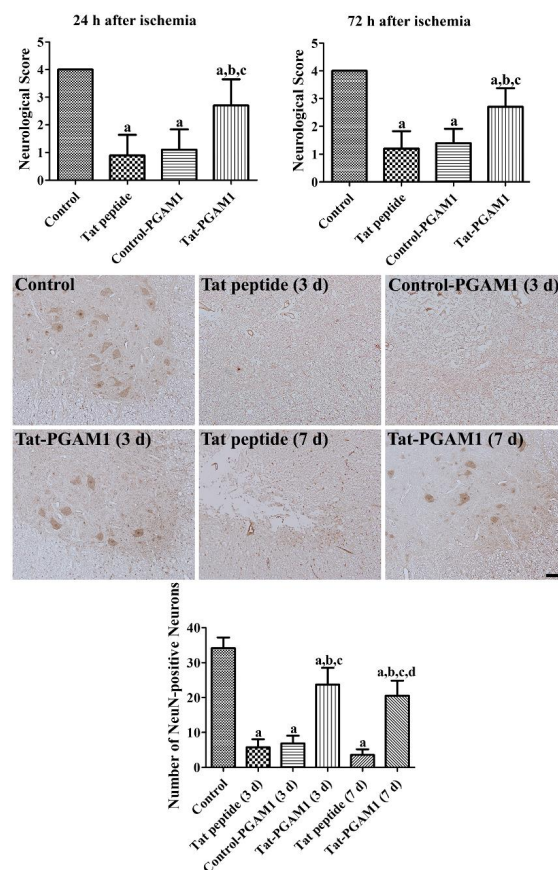 24 h after ischemia
72 h after ischemia
Neurological Score
5
4
3
2
1
0
a
a
a,b,c
Control
Tat peptide
Control-PGAM1
Tat-PGAM1
Neurological Score
5
4
3
2
1
0
a
a
a,b,c
Control
Tat peptide
Control-PGAM1
Tat-PGAM1
Control
Tat peptide (3 d)
Control-PGAM1 (3 d)
Tat-PGAM1 (3 d)
Tat peptide (7 d)
Tat-PGAM1 (7 d)
Number of NeuN-positive Neurons
40
30
20
10
0
a
a
a,b,c
a
a,b,c,d
Control
Tat peptide (3 d)
Control-PGAM1 (3 d)
Tat-PGAM1 (3 d)
Tat peptide (7 d)
Tat-PGAM1 (7 d)